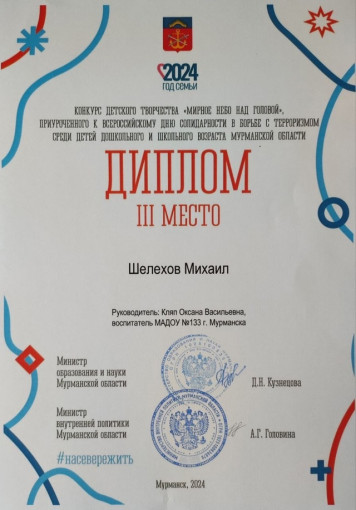 2024
ГОД СЕМЬИ
КОНКУРС ДЕТСКОГО ТВОРЧЕСТВА «МИРНОЕ НЕБО НАД ГОЛОВОЙ»,
ПРИУРОЧЕННОГО К ВСЕРОССИЙСКОМУ ДНЮ СОЛИДАРНОСТИ В БОРЬБЕ С ТЕРРОРИЗМОМ
СРЕДИ ДЕТЕЙ ДОШКОЛЬНОГО И ШКОЛЬНОГО ВОЗРАСТА МУРМАНСКОЙ ОБЛАСТИ
ДИПЛОМ
III МЕСТО
Шелехов Михаил
Руководитель: Кляп Оксана Васильевна,
воспитатель МАДОУ №133 г. Мурманска
Министр
образования и науки
Мурманской области
Д.Н. Кузнецова
Министр
внутренней политики
Мурманской области
А.Г. Головина
#насевережить
Мурманск, 2024